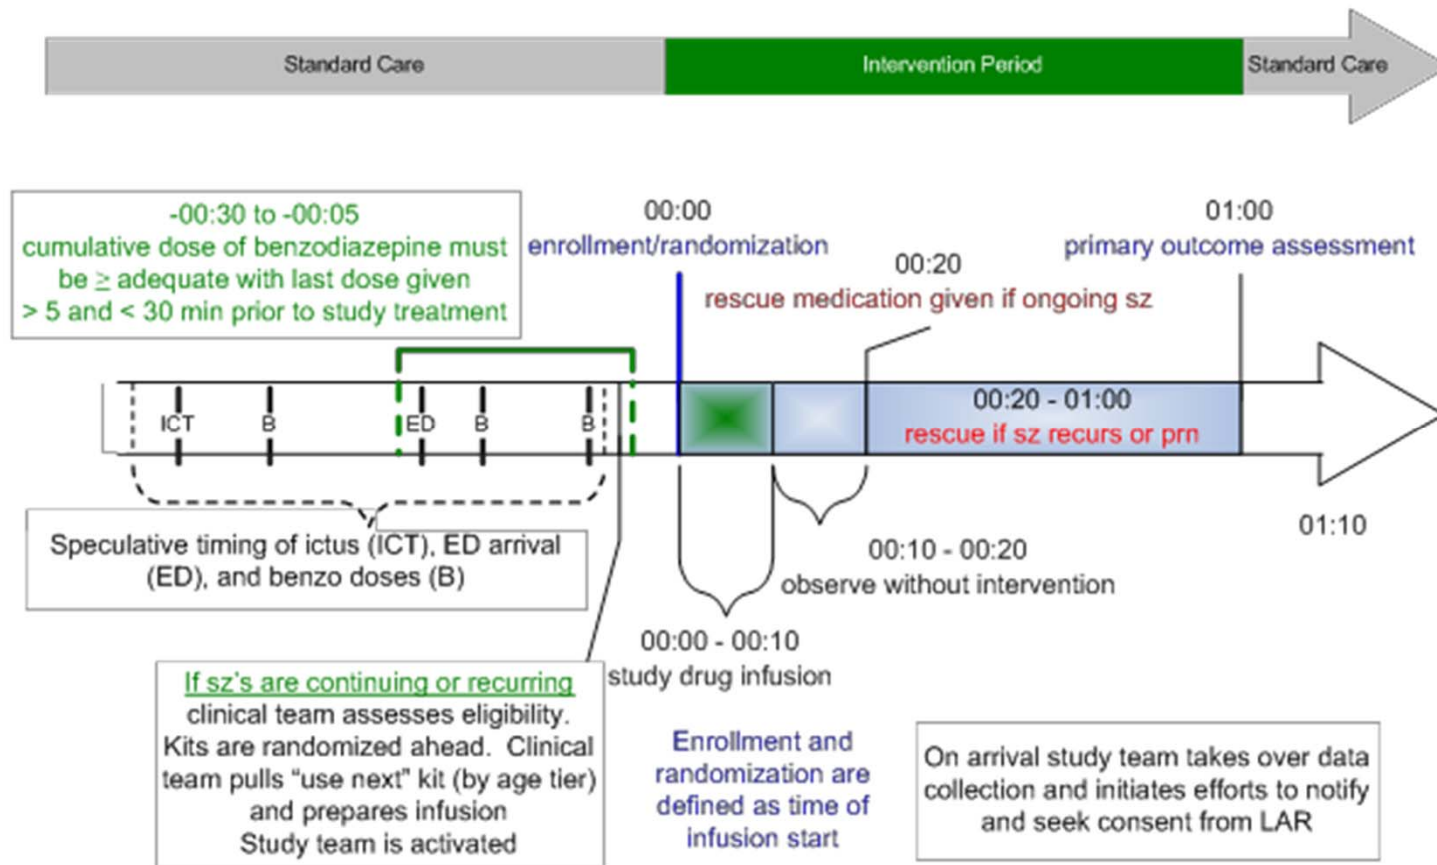 Standard Care
Intervention Period
Standard Care
-00:30 to -00:05
cumulative dose of benzodiazepine must
be ≥ adequate with last dose given
> 5 and < 30 min prior to study treatment
00:00
enrollment/randomization
00:20
rescue medication given if ongoing sz
01:00
primary outcome assessment
ICT
B
ED
B
B
00:20 - 01:00
rescue if sz recurs or prn
01:10
Speculative timing of ictus (ICT), ED arrival
(ED), and benzo doses (B)
00:10 - 00:20
observe without intervention
00:00 - 00:10
study drug infusion
If sz's are continuing or recurring
clinical team assesses eligibility.
Kits are randomized ahead. Clinical
team pulls "use next" kit (by age tier)
and prepares infusion
Study team is activated
Enrollment and
randomization are
defined as time of
infusion start
On arrival study team takes over data
collection and initiates efforts to notify
and seek consent from LAR